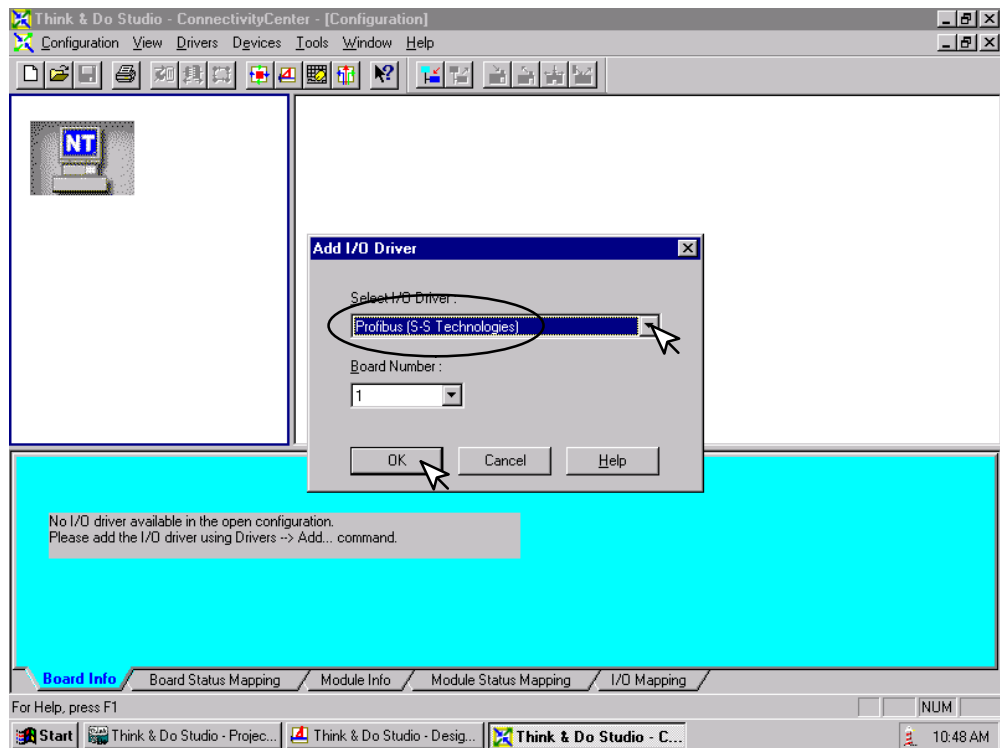 Think & Do Studio - ConnectivityCenter - [Configuration]
Configuration View Drivers Devices Tools Window Help
NT
Add I/O Driver
Select I/O Driver :
Profibus (S-S Technologies)
Board Number :
1
OK Cancel Help
No I/O driver available in the open configuration.
Please add the I/O driver using Drivers --> Add... command.
Board Info Board Status Mapping Module Info Module Status Mapping I/O Mapping
For Help, press F1 NUM
Start Think & Do Studio - Projec... Think & Do Studio - Desig... Think & Do Studio - C... 10:48 AM